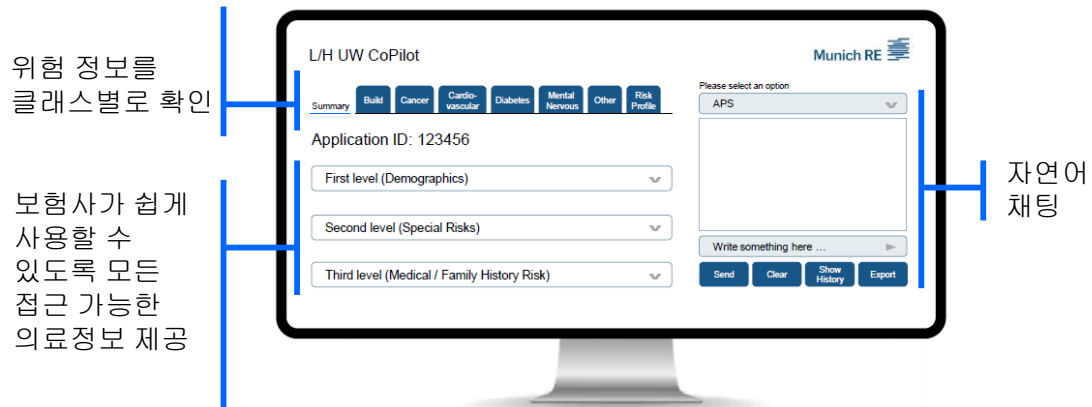 위험 정보를
클래스별로 확인
보험사가 쉽게
사용할 수
있도록 모든
접근 가능한
의료정보 제공
L/H UW CoPilot
Munich RE
Summary
Build
Cancer
Cardio-
vascular
Diabetes
Mental
Nervous
Other
Risk
Profile
Application ID: 123456
First level (Demographics)
Second level (Special Risks)
Third level (Medical / Family History Risk)
Please select an option
APS
Write something here ...
Send
Clear
Show
History
Export
자연어
채팅